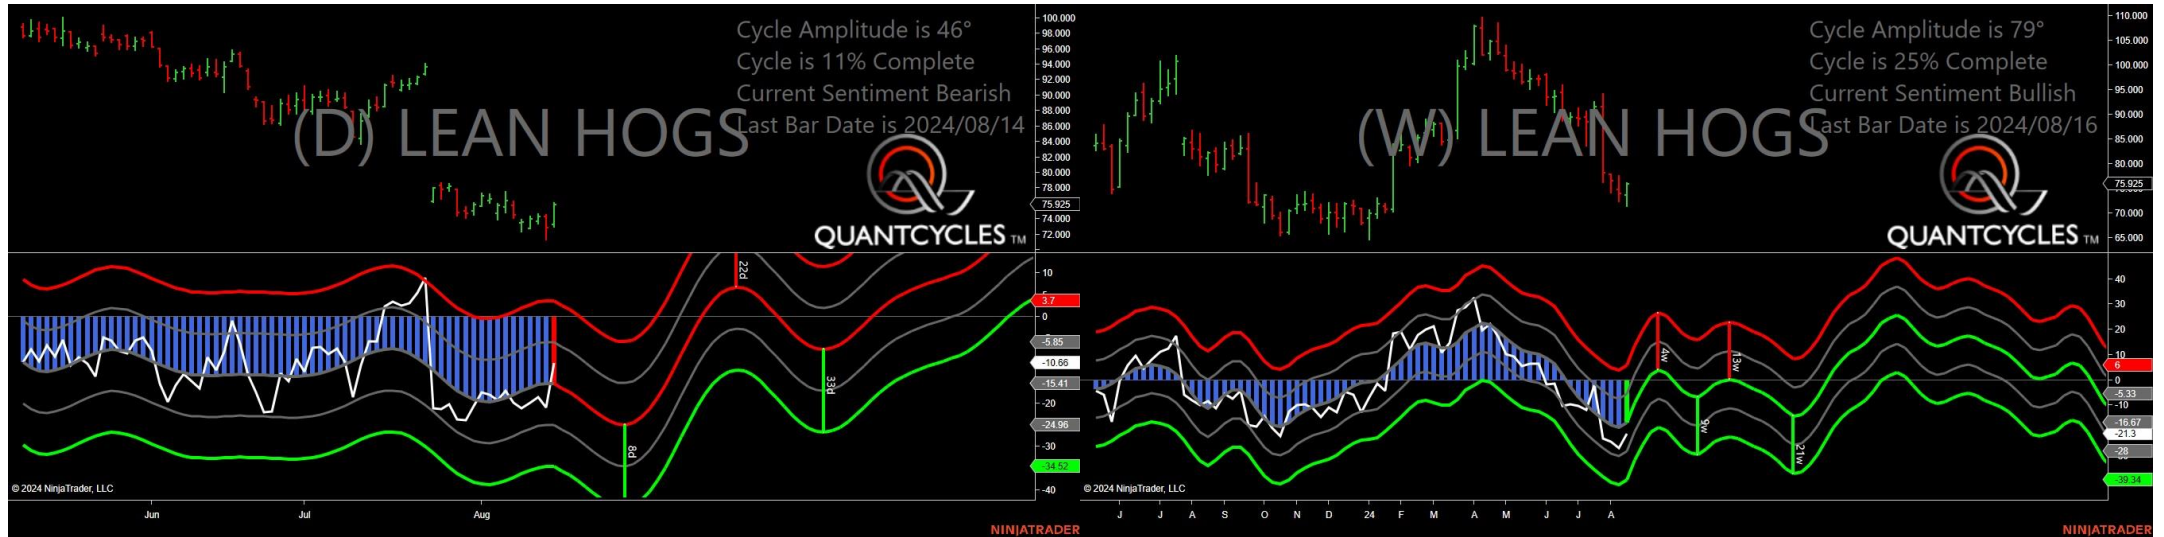 Cycle Amplitude is 46°
Cycle is 11% Complete
Current Sentiment Bearish
Last Bar Date is 2024/08/14
(D) LEAN HOGS
QUANTCYCLES TM
100.000
98.000
96.000
94.000
92.000
90.000
88.000
86.000
84.000
82.000
80.000
78.000
75.925
74.000
72.000
22d
33d
8d
10
3.7
0
-5.85
-10.66
-15.41
-20
-24.96
-30
-34.52
-40
© 2024 NinjaTrader, LLC
Jun
Jul
Aug
NINJATRADER
Cycle Amplitude is 79°
Cycle is 25% Complete
Current Sentiment Bullish
Last Bar Date is 2024/08/16
(W) LEAN HOGS
QUANTCYCLES TM
110.000
105.000
100.000
95.000
90.000
85.000
80.000
75.925
70.000
65.000
4w
13w
9w
21w
40
30
20
10
6
0
-5.33
-10
-16.67
-21.3
-28
-39.34
© 2024 NinjaTrader, LLC
J
J
A
S
O
N
D
24
F
M
A
M
J
J
A
NINJATRADER